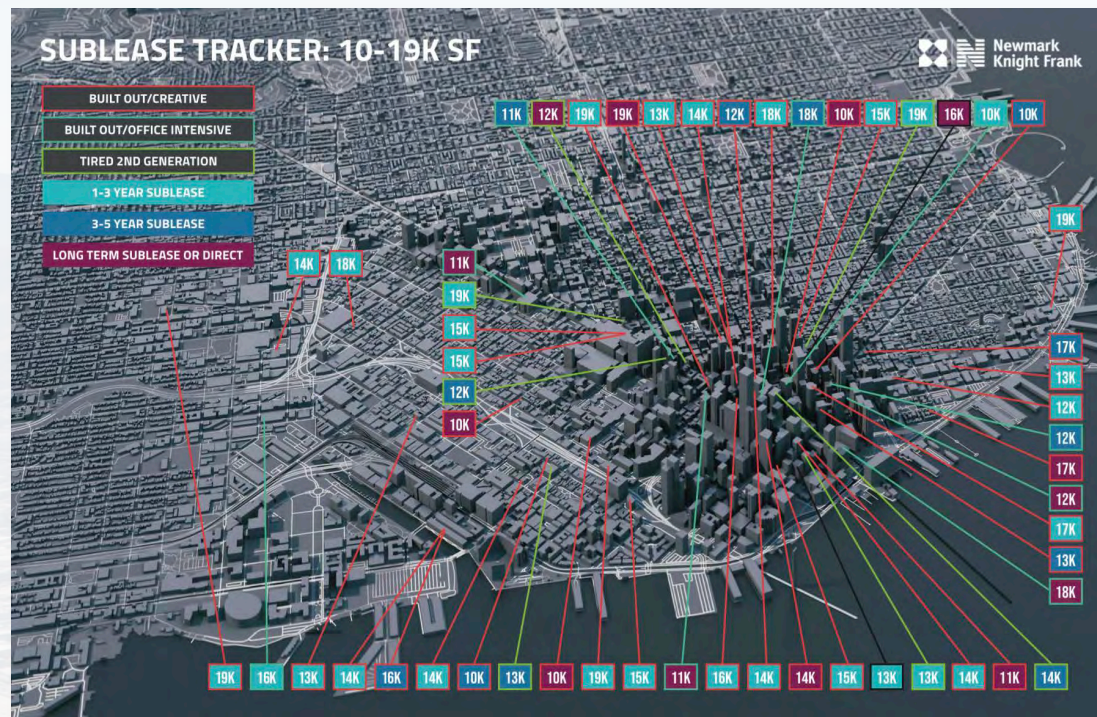 SUBLEASE TRACKER: 10-19K SF
Newmark
Knight Frank
BUILT OUT/CREATIVE
BUILT OUT/OFFICE INTENSIVE
TIRED 2ND GENERATION
1-3 YEAR SUBLEASE
3-5 YEAR SUBLEASE
LONG TERM SUBLEASE OR DIRECT
11K 12K 19K 19K 13K 14K 12K 18K 18K 10K 15K 19K 16K 10K 10K
19K
14K 18K
11K
19K
15K
15K
12K
10K
17K
13K
12K
12K
17K
12K
17K
13K
18K
19K 16K 13K 14K 16K 14K 10K 13K 10K 19K 15K 11K 16K 14K 14K 15K 13K 13K 14K 11K 14K